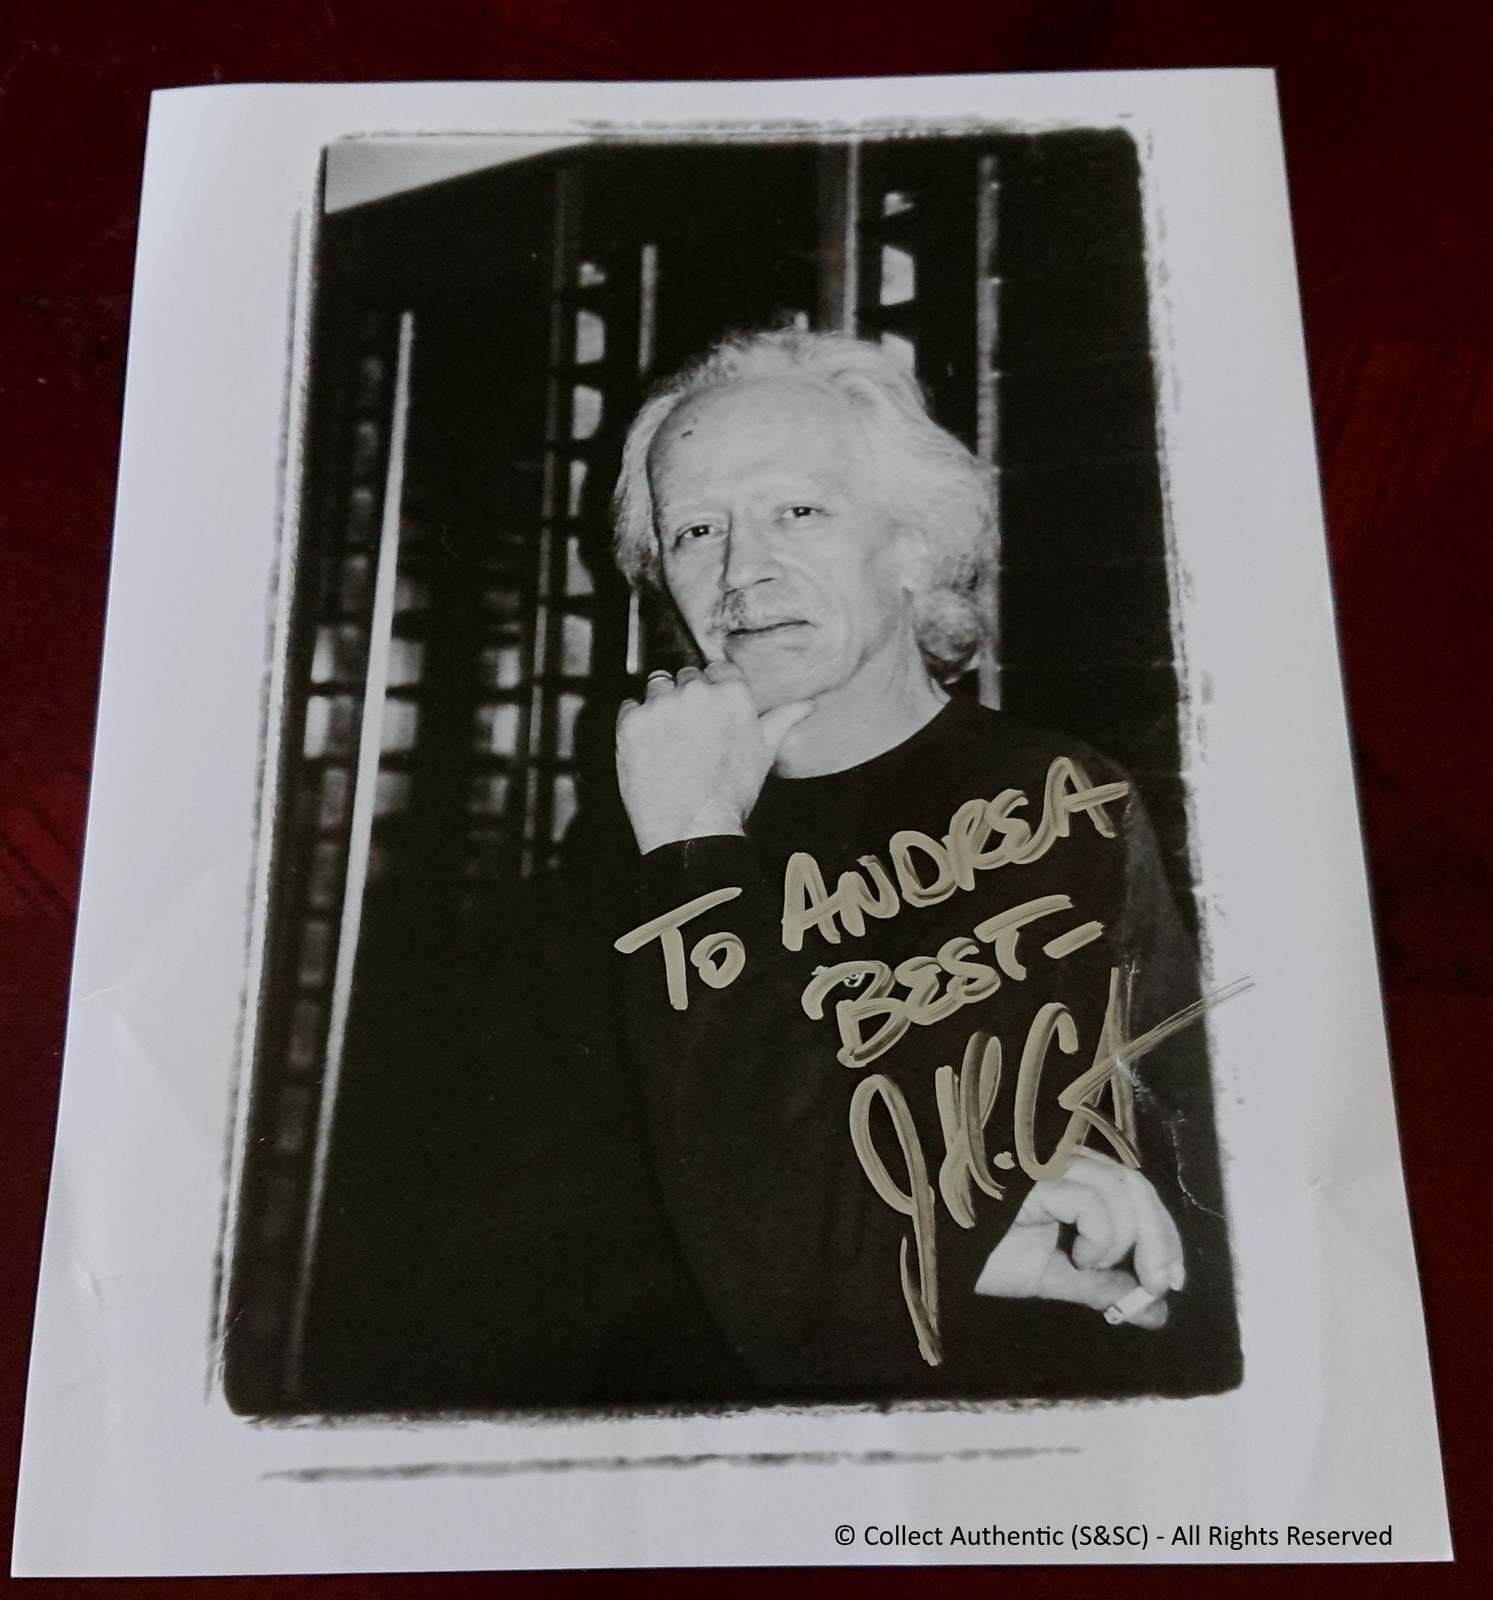 To ANDREA
BEST-
J H. C
© Collect Authentic (S&SC) - All Rights Reserved